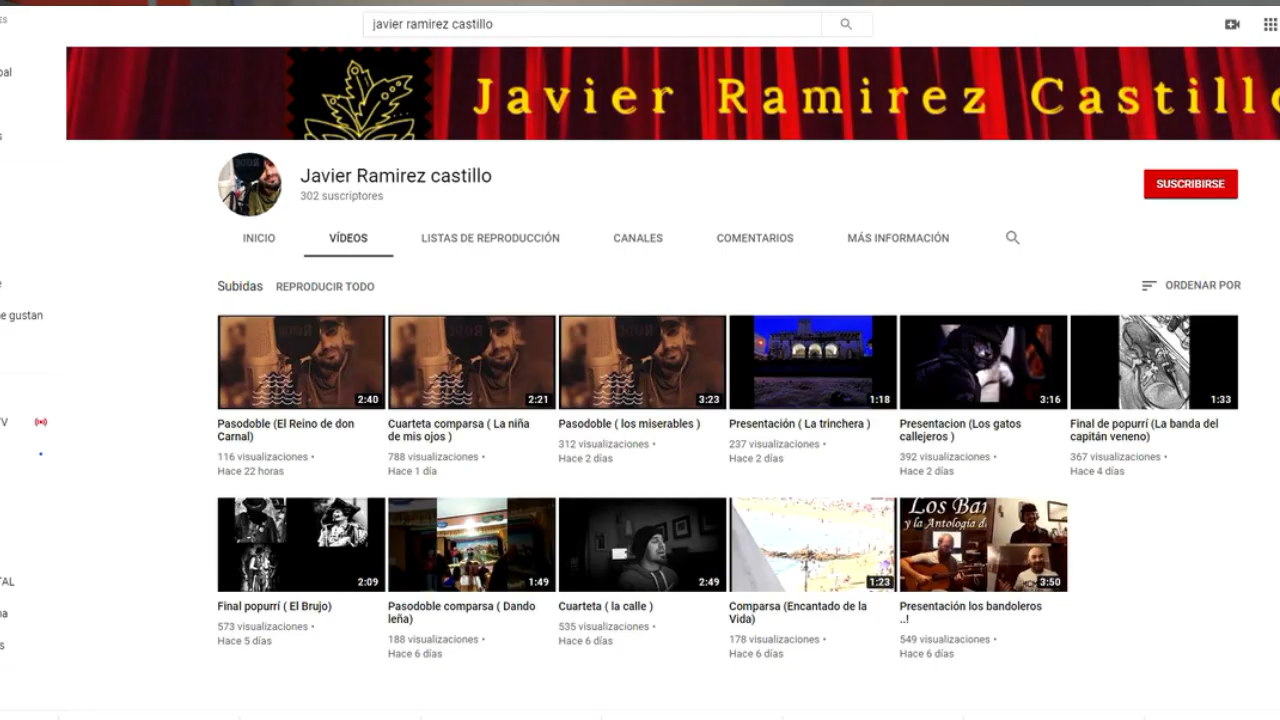 ES
javier ramirez castillo
pal
s
Javier Ramirez Castillo
Javier Ramirez castillo
302 suscriptores
SUSCRIBIRSE
INICIO
VÍDEOS
LISTAS DE REPRODUCCIÓN
CANALES
COMENTARIOS
MÁS INFORMACIÓN
Subidas
REPRODUCIR TODO
ORDENAR POR
e
e gustan
2:40
2:21
3:23
1:18
3:16
1:33
Pasodoble (El Reino de don
Carnal)
116 visualizaciones •
Hace 22 horas
Cuarteta comparsa ( La niña
de mis ojos )
788 visualizaciones •
Hace 1 día
Pasodoble ( los miserables )
312 visualizaciones •
Hace 2 días
Presentación ( La trinchera )
237 visualizaciones •
Hace 2 días
Presentacion (Los gatos
callejeros )
392 visualizaciones •
Hace 2 días
Final de popurrí (La banda del
capitán veneno)
367 visualizaciones •
Hace 4 días
V
Los Bar
y la Antología d
2:09
1:49
2:49
1:23
3:50
TAL
na
s
Final popurrí ( El Brujo)
573 visualizaciones •
Hace 5 días
Pasodoble comparsa ( Dando
leña)
188 visualizaciones •
Hace 6 días
Cuarteta ( la calle )
535 visualizaciones •
Hace 6 días
Comparsa (Encantado de la
Vida)
178 visualizaciones •
Hace 6 días
Presentación los bandoleros
..!
549 visualizaciones •
Hace 6 días